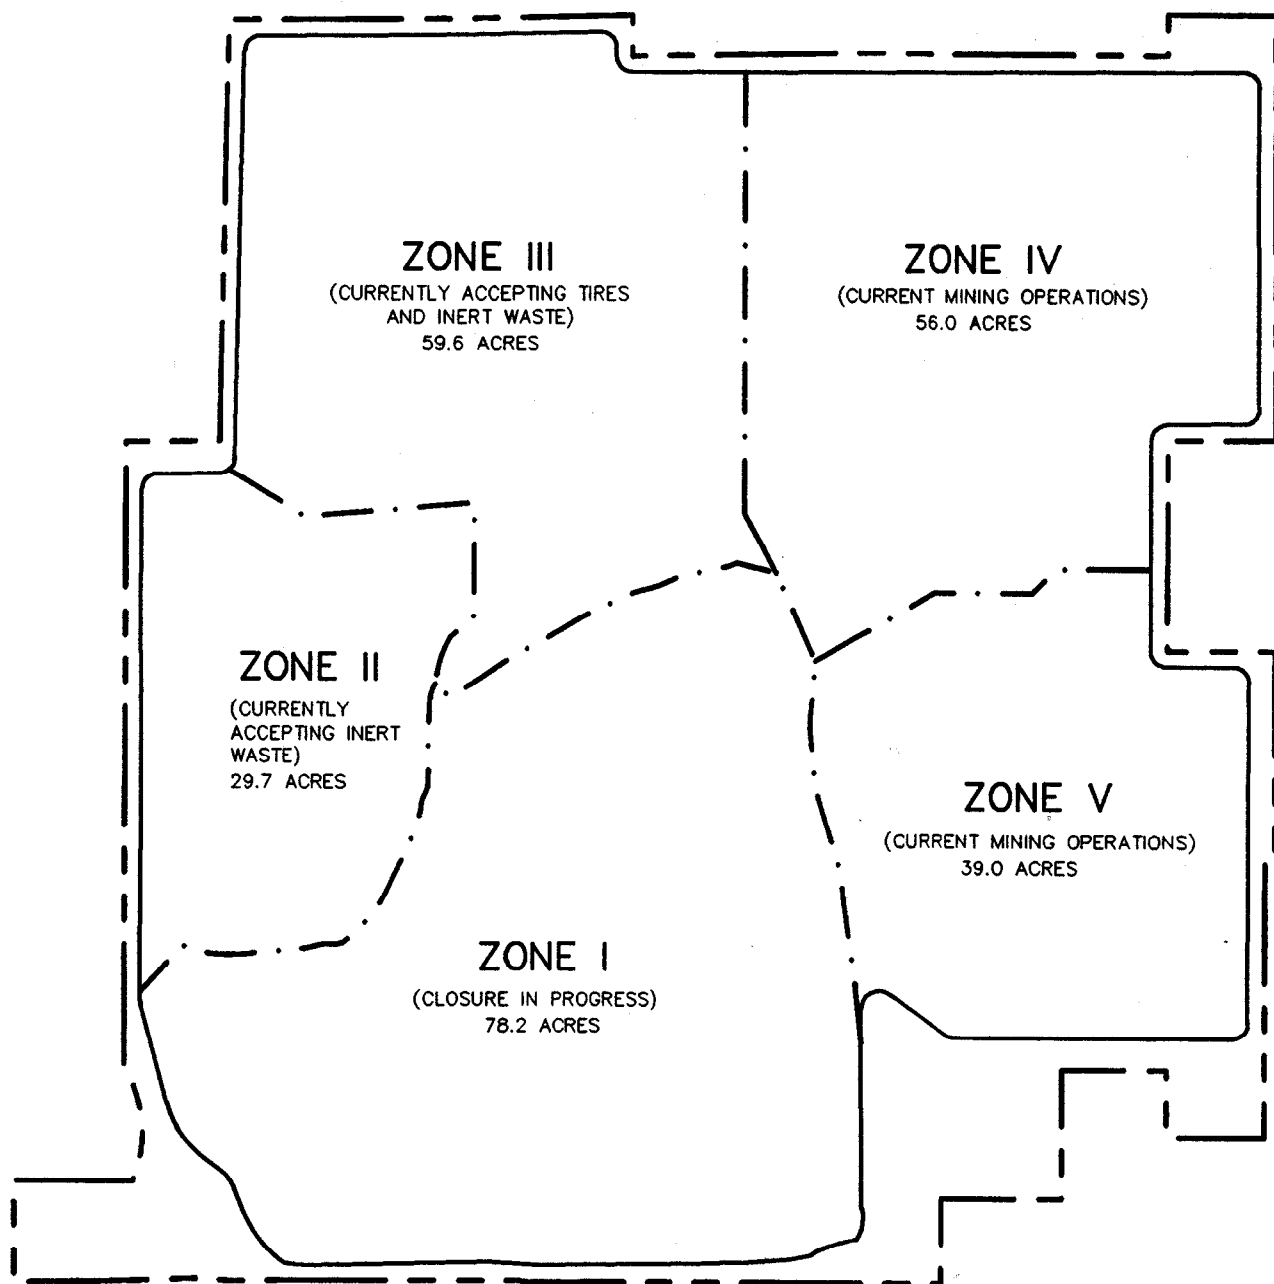 ZONE III
(CURRENTLY ACCEPTING TIRES
AND INERT WASTE)
59.6 ACRES
ZONE IV
(CURRENT MINING OPERATIONS)
56.0 ACRES
ZONE II
(CURRENTLY
ACCEPTING INERT
WASTE)
29.7 ACRES
ZONE V
(CURRENT MINING OPERATIONS)
39.0 ACRES
ZONE I
(CLOSURE IN PROGRESS)
78.2 ACRES